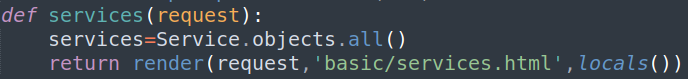 def services(request):
    services=Service.objects.all()
    return render(request,'basic/services.html',locals())